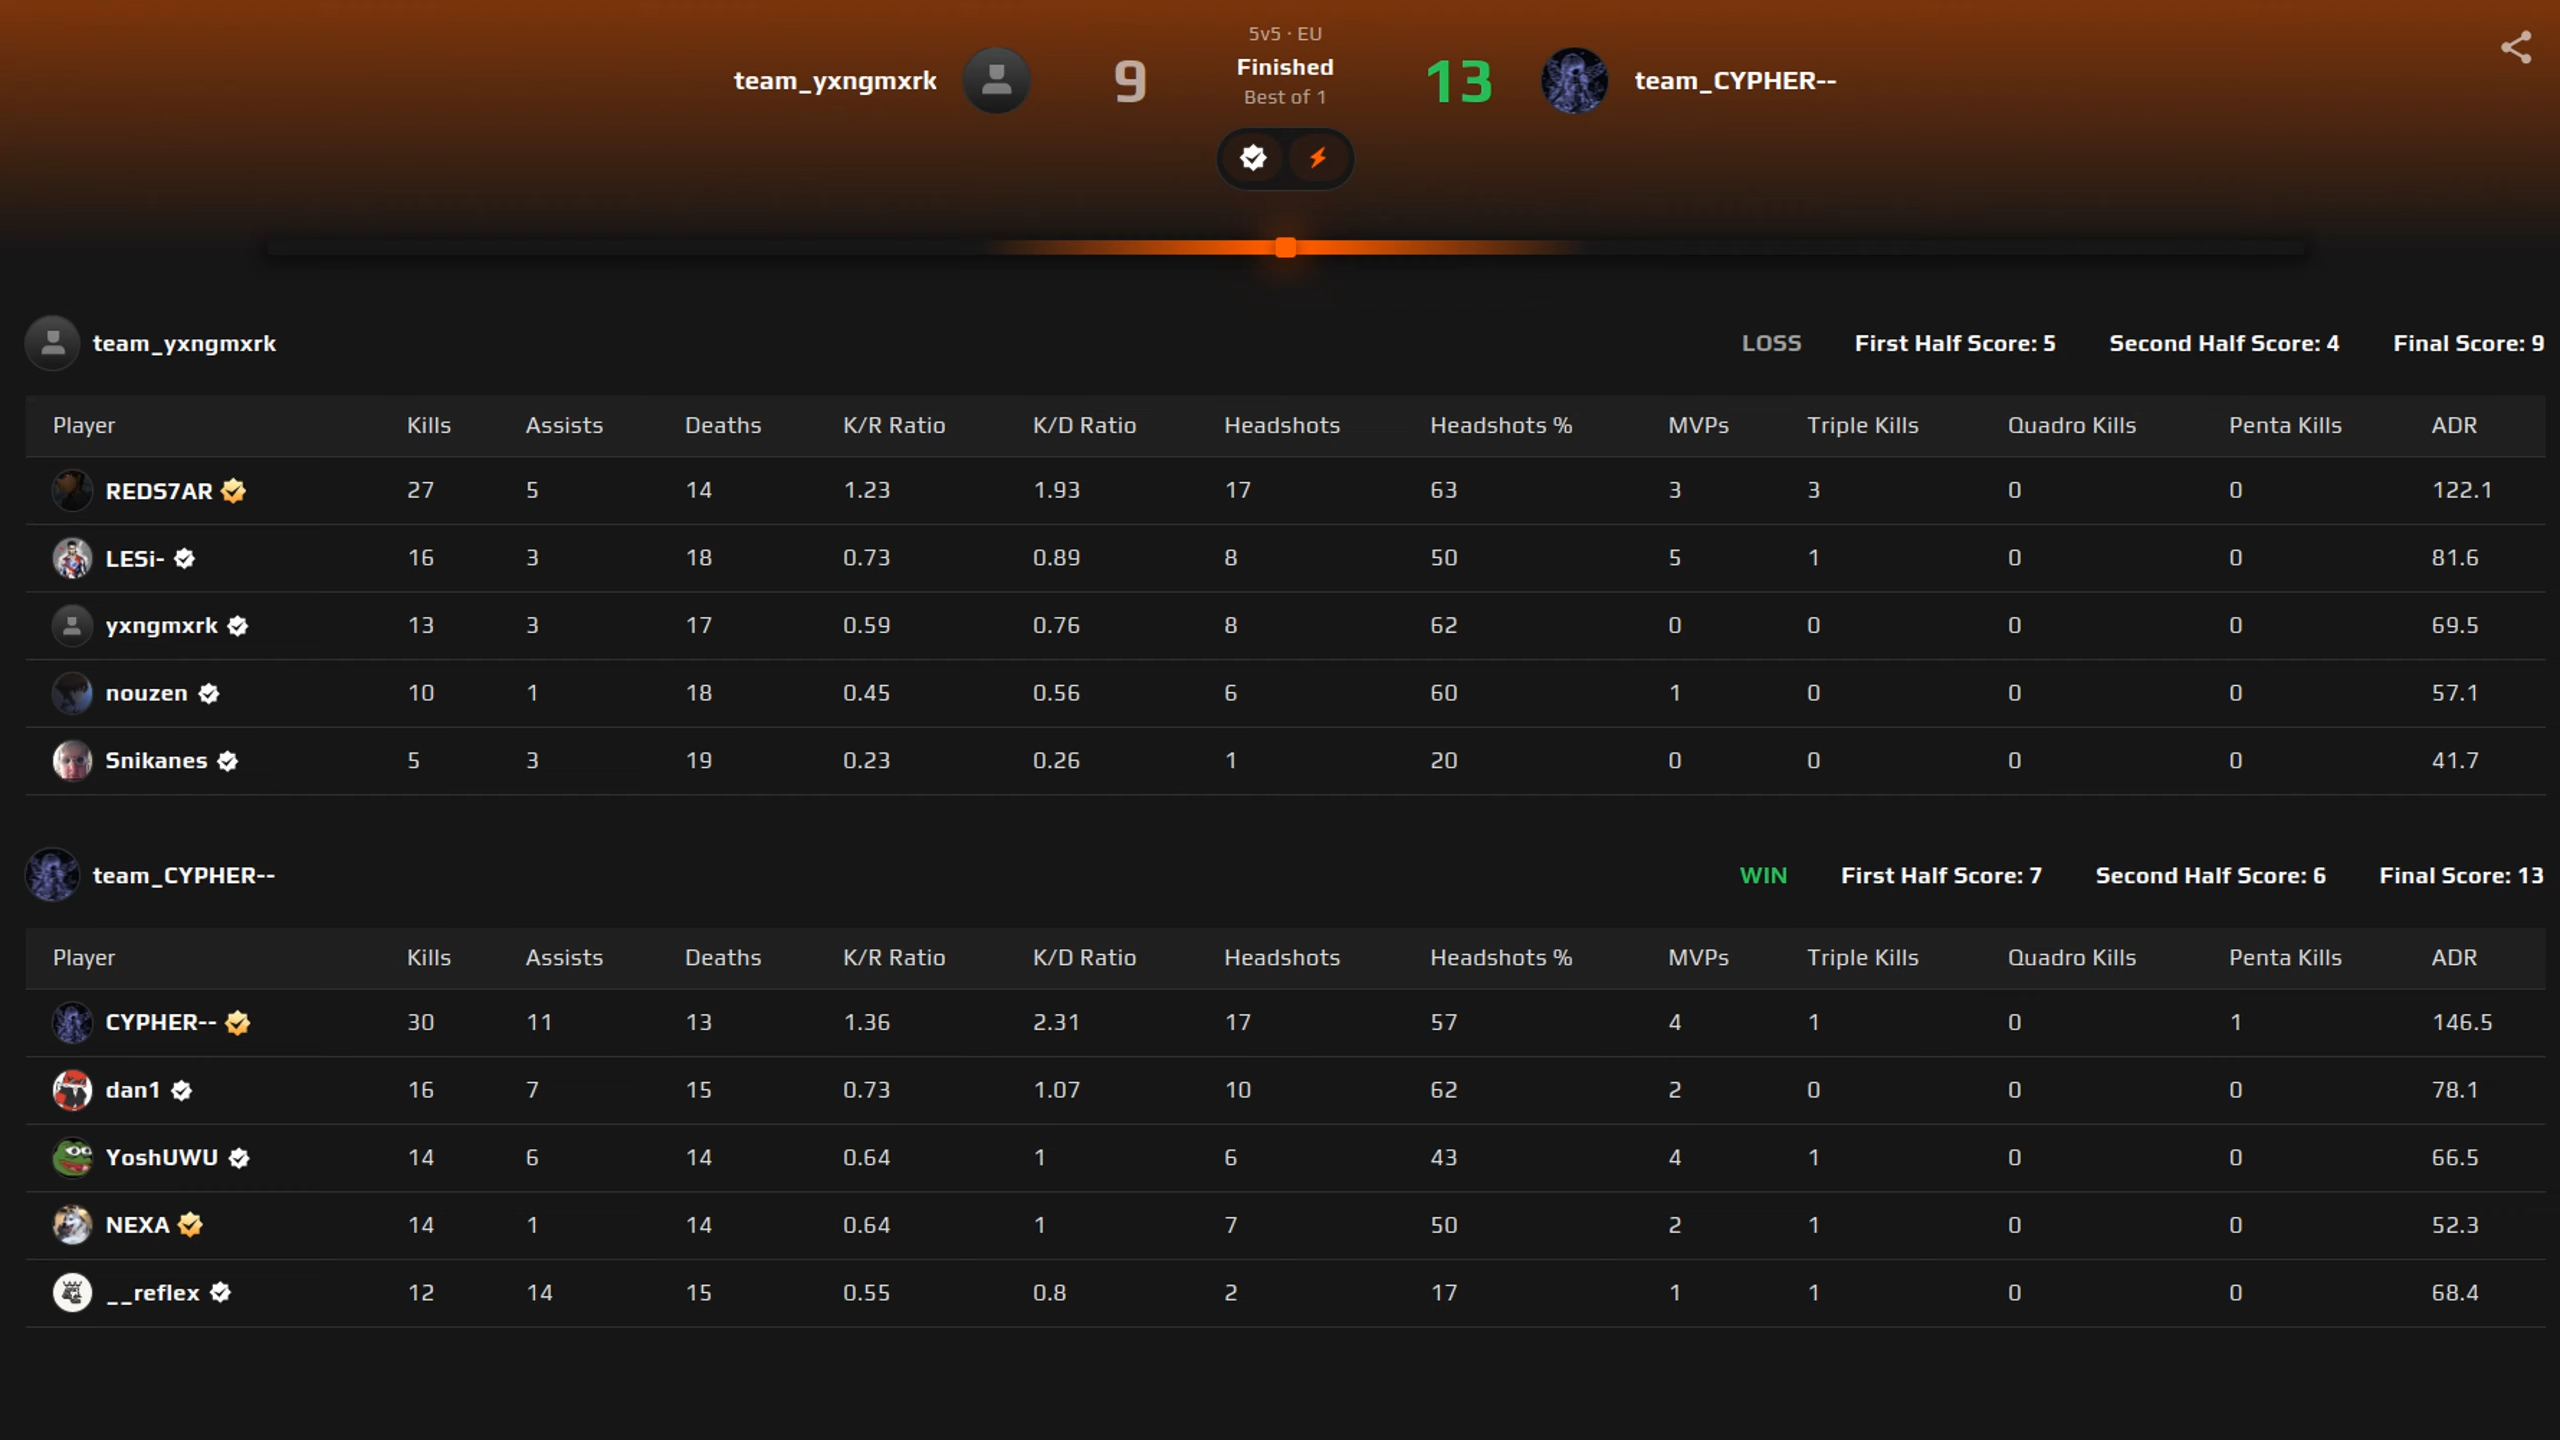 5v5 · EU
team_yxngmxrk 9 Finished 13 team_CYPHER--
Best of 1
team_yxngmxrk LOSS First Half Score: 5 Second Half Score: 4 Final Score: 9
Player Kills Assists Deaths K/R Ratio K/D Ratio Headshots Headshots % MVPs Triple Kills Quadro Kills Penta Kills ADR
REDS7AR 27 5 14 1.23 1.93 17 63 3 3 0 0 122.1
LESi- 16 3 18 0.73 0.89 8 50 5 1 0 0 81.6
yxngmxrk 13 3 17 0.59 0.76 8 62 0 0 0 0 69.5
nouzen 10 1 18 0.45 0.56 6 60 1 0 0 0 57.1
Snikanes 5 3 19 0.23 0.26 1 20 0 0 0 0 41.7
team_CYPHER-- WIN First Half Score: 7 Second Half Score: 6 Final Score: 13
Player Kills Assists Deaths K/R Ratio K/D Ratio Headshots Headshots % MVPs Triple Kills Quadro Kills Penta Kills ADR
CYPHER-- 30 11 13 1.36 2.31 17 57 4 1 0 1 146.5
dan1 16 7 15 0.73 1.07 10 62 2 0 0 0 78.1
YoshUWU 14 6 14 0.64 1 6 43 4 1 0 0 66.5
NEXA 14 1 14 0.64 1 7 50 2 1 0 0 52.3
__reflex 12 14 15 0.55 0.8 2 17 1 1 0 0 68.4